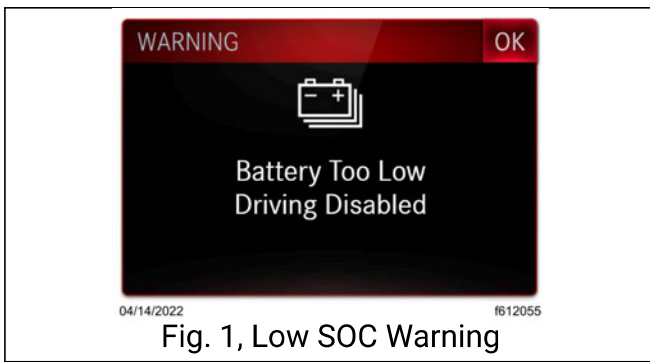 WARNING OK
Battery Too Low
Driving Disabled
04/14/2022 f612055
Fig. 1, Low SOC Warning